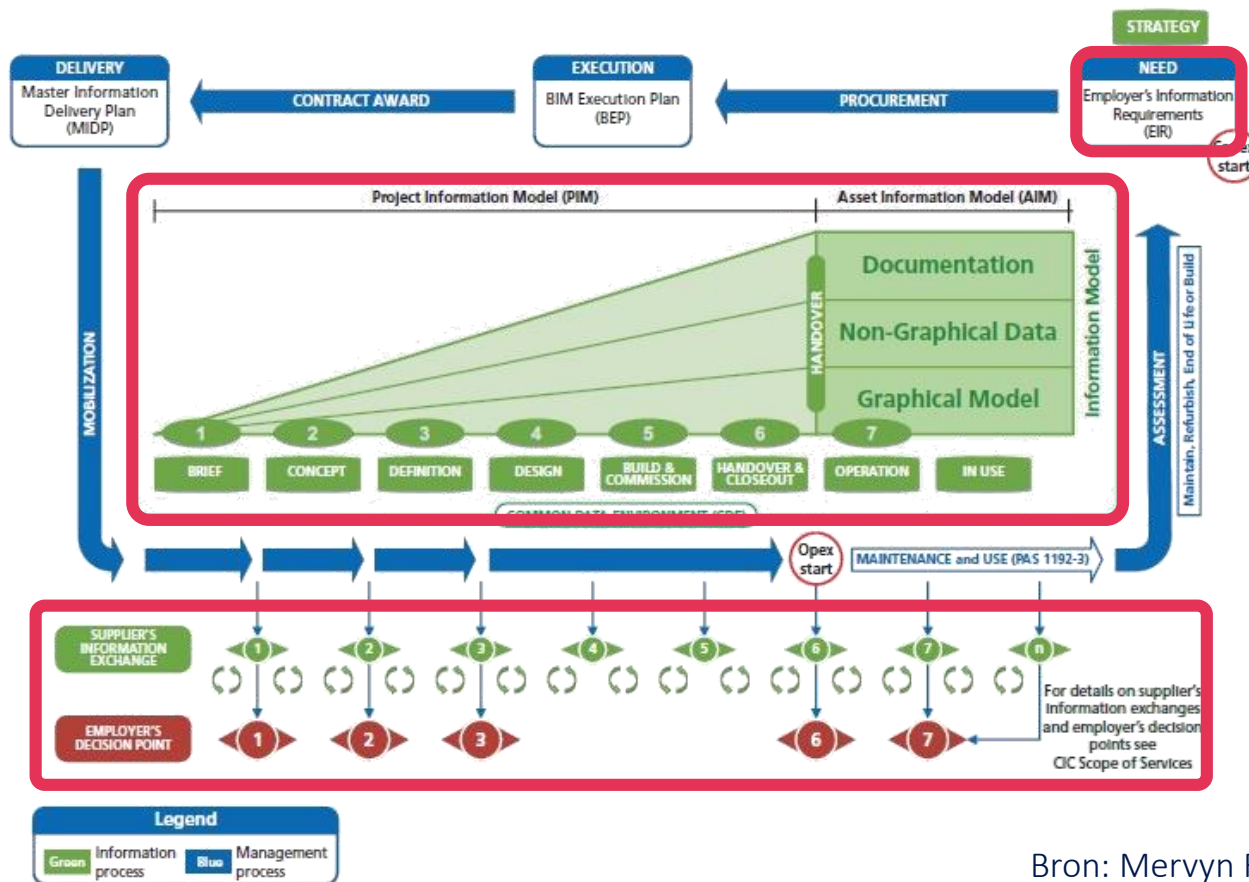 STRATEGY
DELIVERY
Master Information
Delivery Plan
(MIDP)
CONTRACT AWARD
EXECUTION
BIM Execution Plan
(BEP)
PROCUREMENT
NEED
Employer's Information
Requirements
(EIR)
start
Project Information Model (PIM)
Asset Information Model (AIM)
MOBILIZATION
HANDOVER
Documentation
Non-Graphical Data
Graphical Model
Information Model
ASSESSMENT
Maintain, Refurbish, End of Life or Build
1
2
3
4
5
6
7
BRIEF
CONCEPT
DEFINITION
DESIGN
BUILD &
COMMISSION
HANDOVER &
CLOSEOUT
OPERATION
IN USE
COMMON DATA ENVIRONMENT (CDE)
Opex
start
MAINTENANCE and USE (PAS 1192-3)
SUPPLIER'S
INFORMATION
EXCHANGE
1
2
3
4
5
6
7
n
EMPLOYER'S
DECISION POINT
1
2
3
6
7
For details on supplier's
information exchanges
and employer's decision
points see
CIC Scope of Services
Legend
Green Information
process
Blue Management
process
Bron: Mervyn